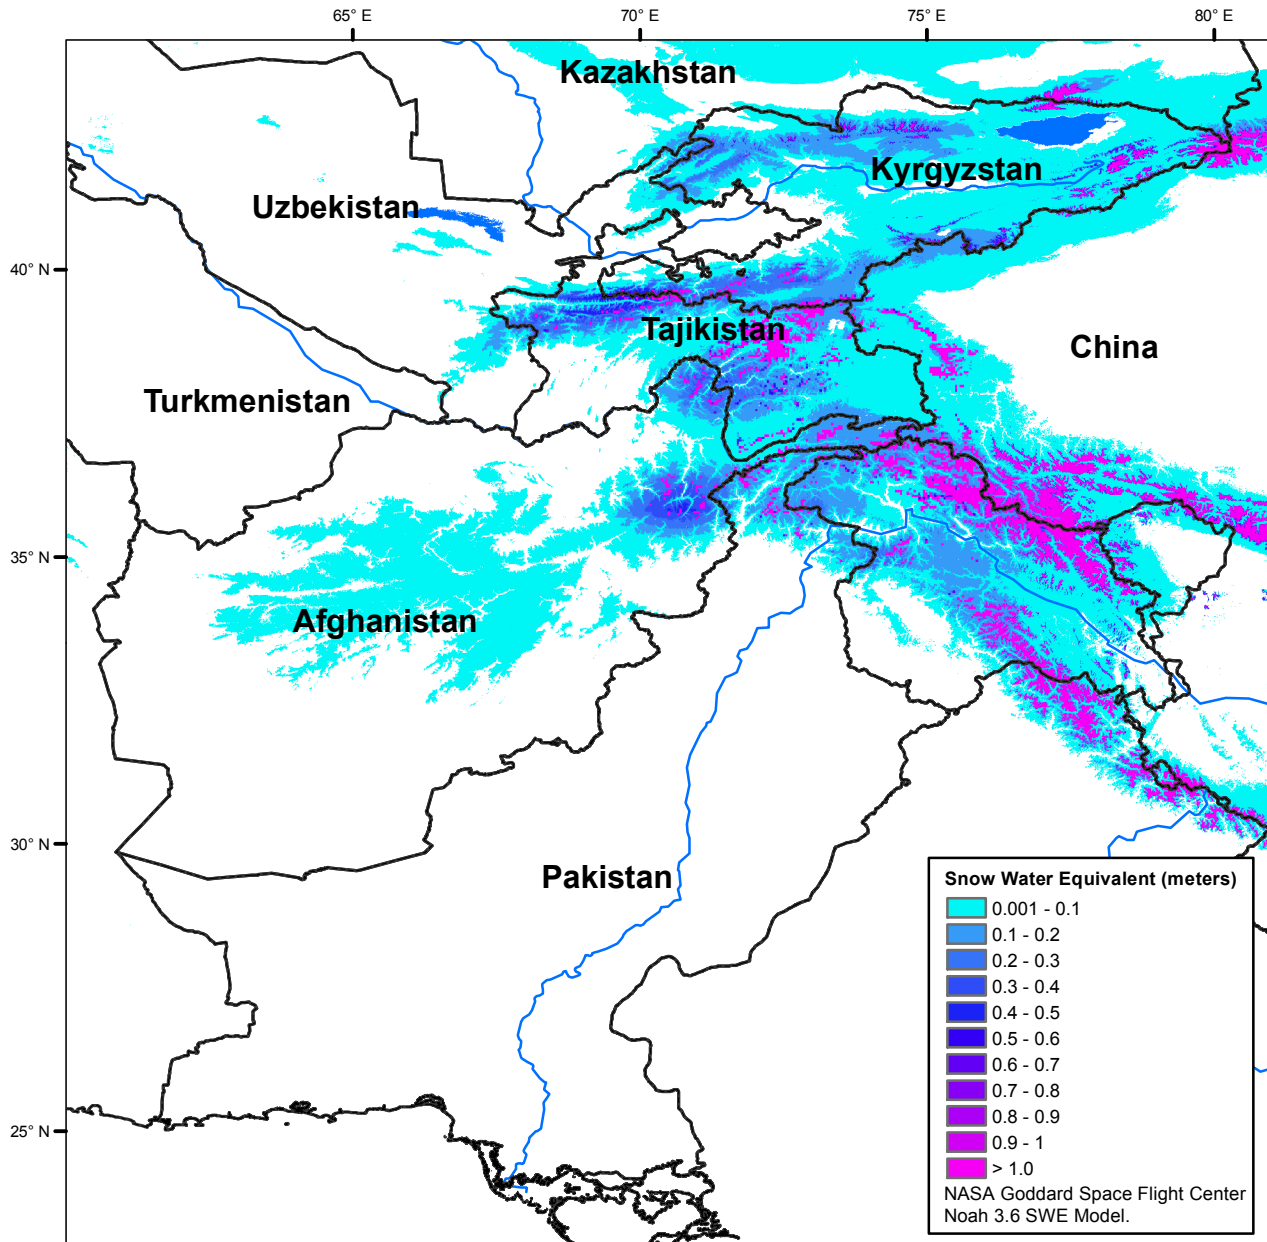 65° E
70° E
75° E
80° E
Kazakhstan
Kyrgyzstan
Uzbekistan
40° N
Tajikistan
China
Turkmenistan
35° N
Afghanistan
30° N
Pakistan
25° N
Snow Water Equivalent (meters)
0.001 - 0.1
0.1 - 0.2
0.2 - 0.3
0.3 - 0.4
0.4 - 0.5
0.5 - 0.6
0.6 - 0.7
0.7 - 0.8
0.8 - 0.9
0.9 - 1
> 1.0
NASA Goddard Space Flight Center
Noah 3.6 SWE Model.